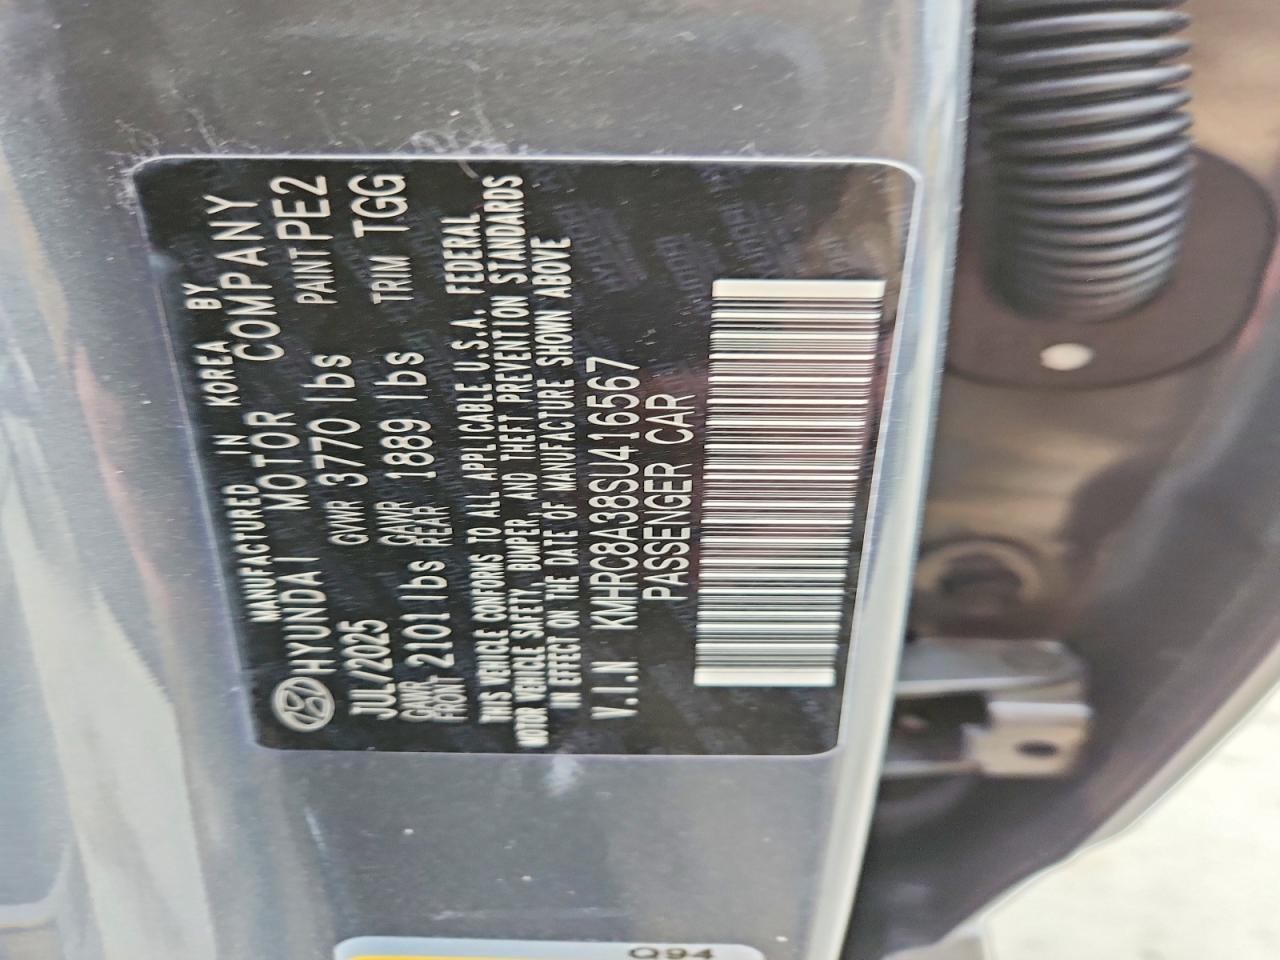 MANUFACTURED IN KOREA BY
HYUNDAI MOTOR COMPANY
JUL/2025 GVWR 3770 lbs PAINT PE2
GAWR-FRONT 2101 lbs GAWR REAR 1889 lbs TRIM TGG
THIS VEHICLE CONFORMS TO ALL APPLICABLE U.S.A. FEDERAL
MOTOR VEHICLE SAFETY, BUMPER, AND THEFT PREVENTION STANDARDS
IN EFFECT ON THE DATE OF MANUFACTURE SHOWN ABOVE
V.I.N KMHRC8A38SU416567
PASSENGER CAR
Q94